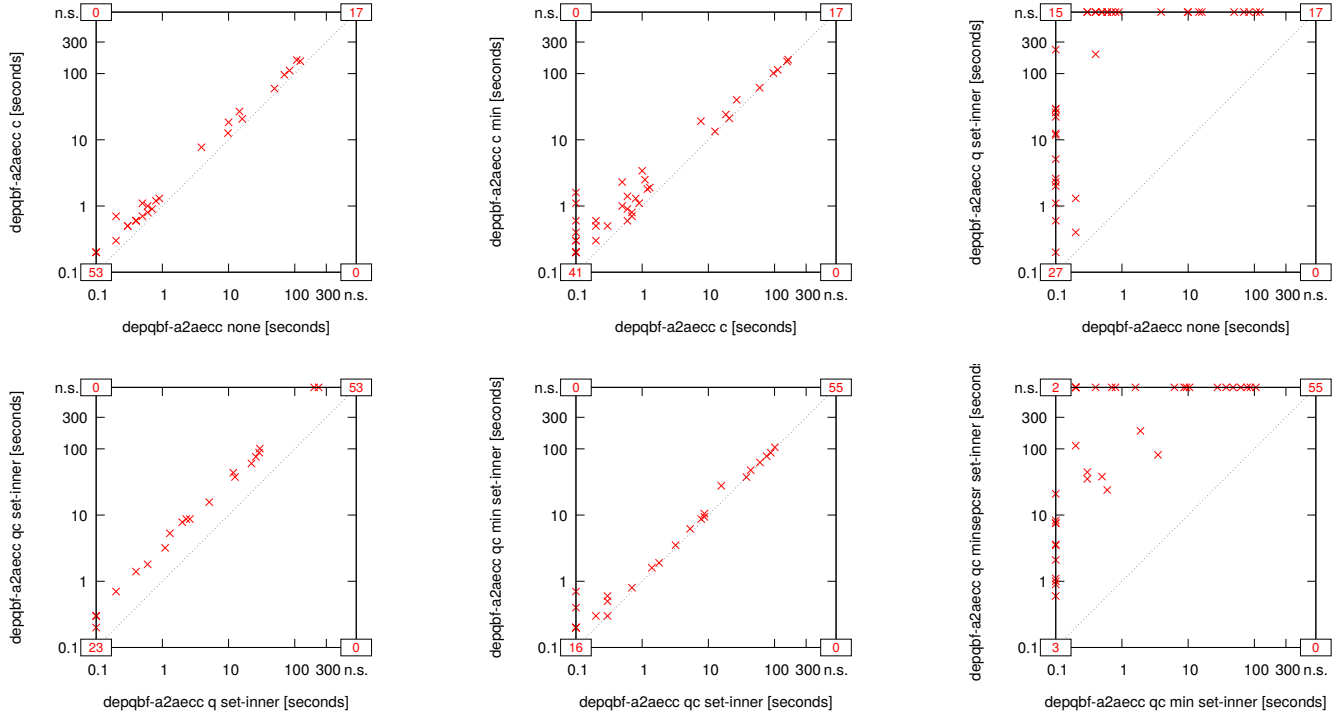 n.s. 0 17
300
100
10
1
0.1 53 0
0.1 1 10 100 300 n.s.
depqbf-a2aecc c [seconds]
depqbf-a2aecc none [seconds]
n.s. 0 17
300
100
10
1
0.1 41 0
0.1 1 10 100 300 n.s.
depqbf-a2aecc c min [seconds]
depqbf-a2aecc c [seconds]
n.s. 15 17
300
100
10
1
0.1 27 0
0.1 1 10 100 300 n.s.
depqbf-a2aecc q set-inner [seconds]
depqbf-a2aecc none [seconds]
n.s. 0 53
300
100
10
1
0.1 23 0
0.1 1 10 100 300 n.s.
depqbf-a2aecc qc set-inner [seconds]
depqbf-a2aecc q set-inner [seconds]
n.s. 0 55
300
100
10
1
0.1 16 0
0.1 1 10 100 300 n.s.
depqbf-a2aecc qc min set-inner [seconds]
depqbf-a2aecc qc set-inner [seconds]
n.s. 2 55
300
100
10
1
0.1 3 0
0.1 1 10 100 300 n.s.
depqbf-a2aecc qc minsepcsr set-inner [second
depqbf-a2aecc qc min set-inner [seconds]